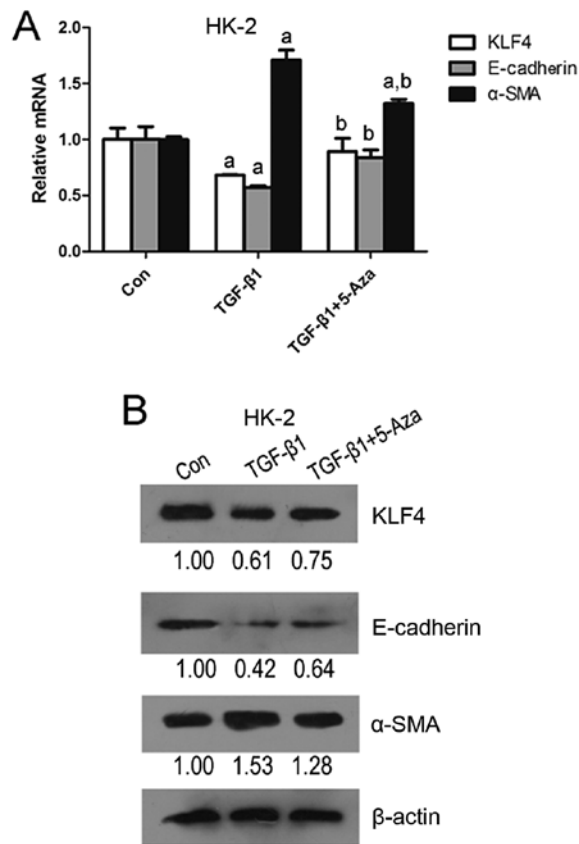 A
HK-2
KLF4
E-cadherin
α-SMA
Relative mRNA
2.0
1.5
1.0
0.5
0.0
a a a
b b a,b
Con
TGF-β1
TGF-β1+5-Aza
B
HK-2
Con TGF-β1 TGF-β1+5-Aza
KLF4
1.00 0.61 0.75
E-cadherin
1.00 0.42 0.64
α-SMA
1.00 1.53 1.28
β-actin